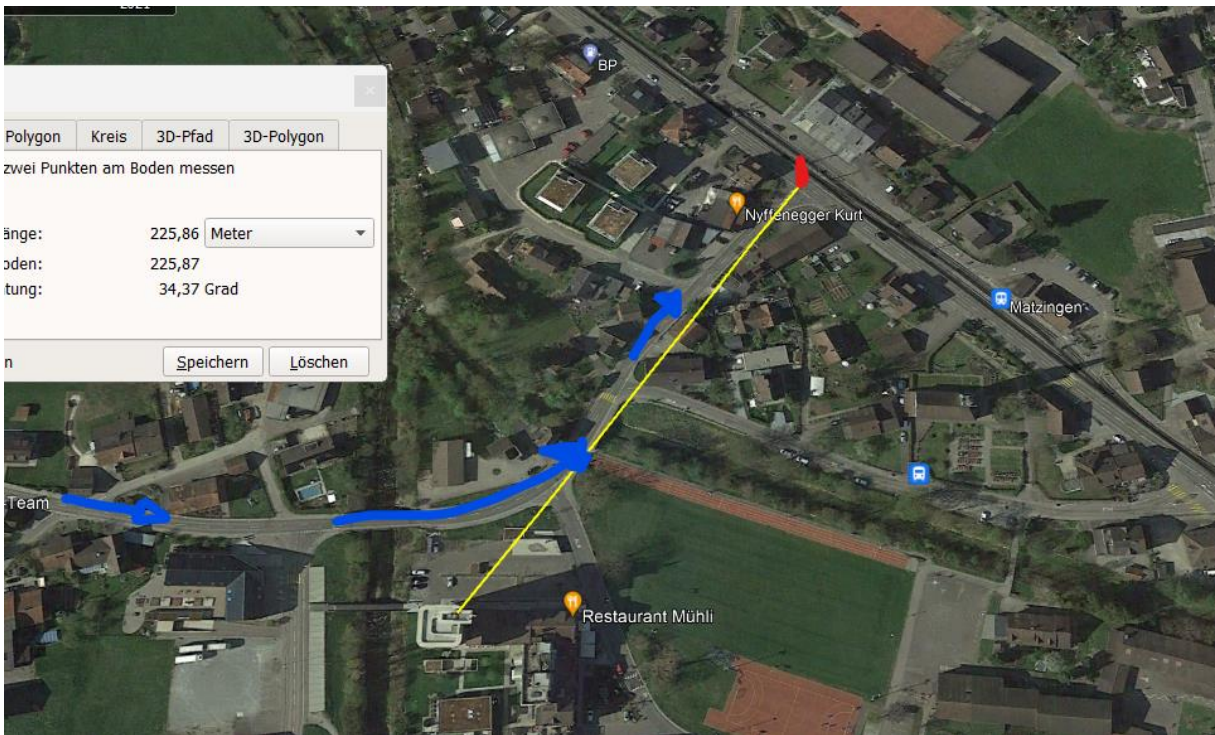 2021
BP
Polygon Kreis 3D-Pfad 3D-Polygon
zwei Punkten am Boden messen
Nyffenegger Kurt
änge: 225,86 Meter
oden: 225,87
tung: 34,37 Grad
Matzingen
n Speichern Löschen
-Team
Restaurant Mühli